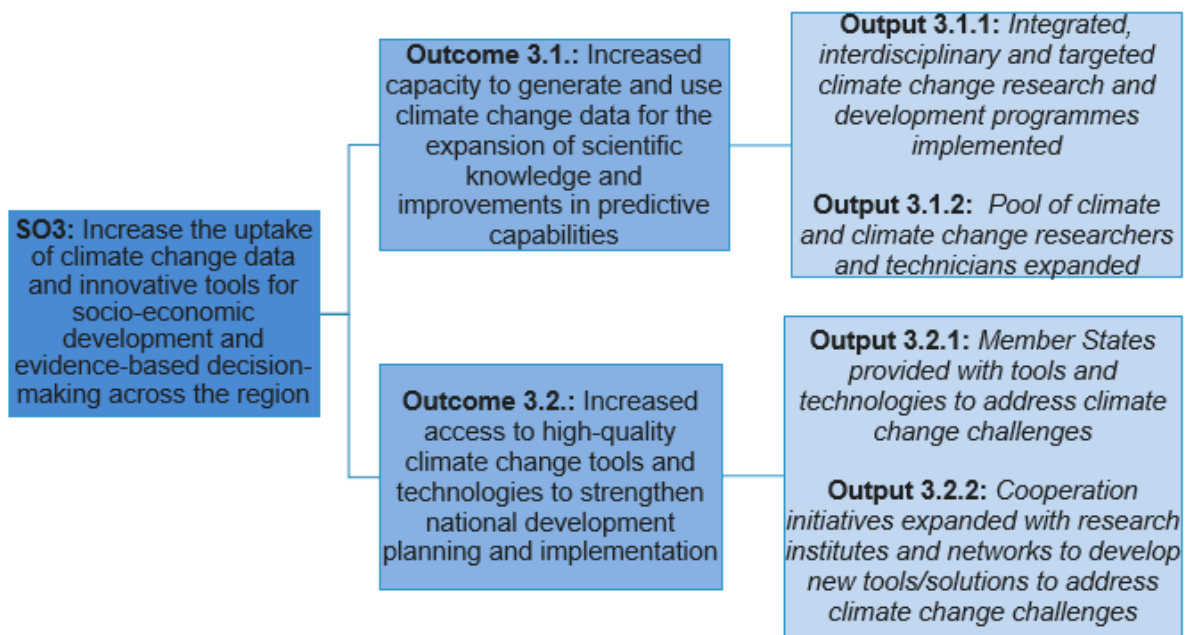 SO3: Increase the uptake
of climate change data
and innovative tools for
socio-economic
development and
evidence-based decision-
making across the region
Outcome 3.1.: Increased
capacity to generate and use
climate change data for the
expansion of scientific
knowledge and
improvements in predictive
capabilities
Output 3.1.1: Integrated,
interdisciplinary and targeted
climate change research and
development programmes
implemented
Output 3.1.2: Pool of climate
and climate change researchers
and technicians expanded
Outcome 3.2.: Increased
access to high-quality
climate change tools and
technologies to strengthen
national development
planning and implementation
Output 3.2.1: Member States
provided with tools and
technologies to address climate
change challenges
Output 3.2.2: Cooperation
initiatives expanded with research
institutes and networks to develop
new tools/solutions to address
climate change challenges